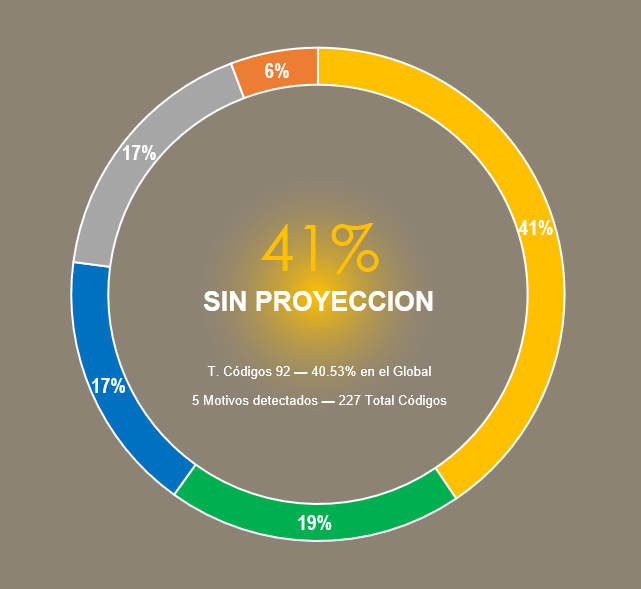 6%
17%
41%
41%
SIN PROYECCION
T. Códigos 92 — 40.53% en el Global
17%
5 Motivos detectados — 227 Total Códigos
19%